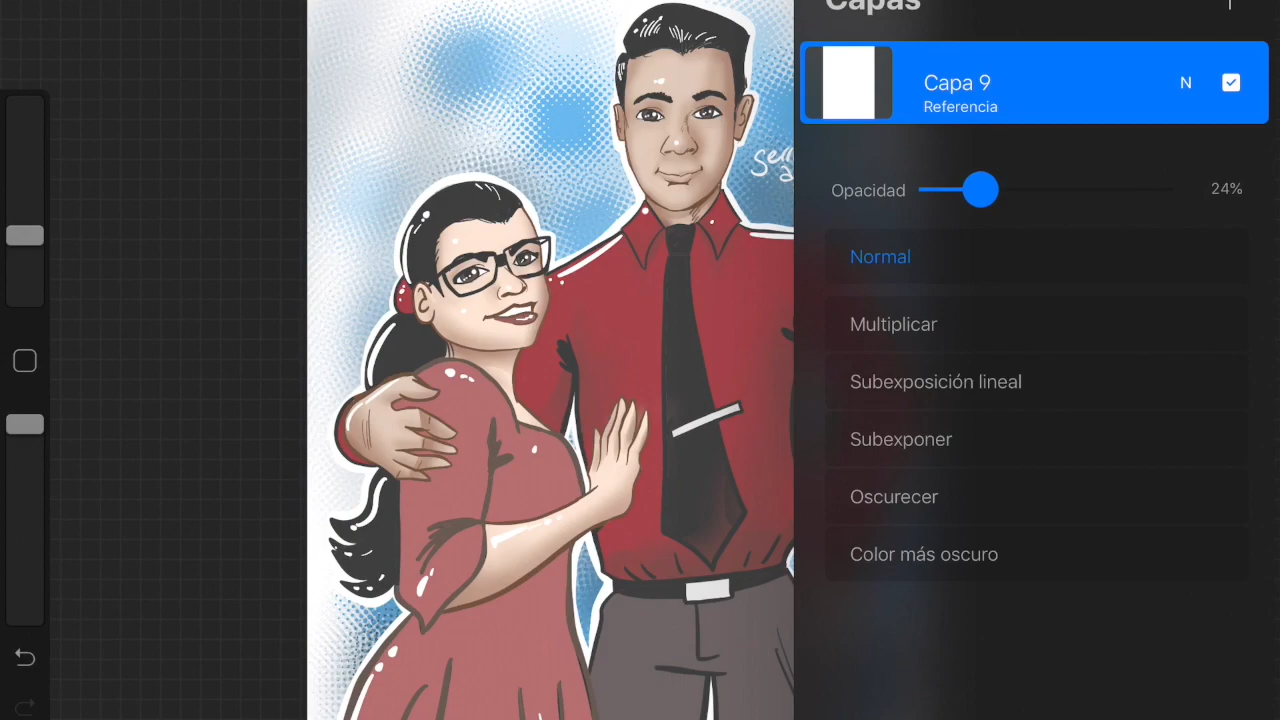 Capas
Capa 9
N
Referencia
Opacidad
24%
Normal
Multiplicar
Subexposición lineal
Subexponer
Oscurecer
Color más oscuro